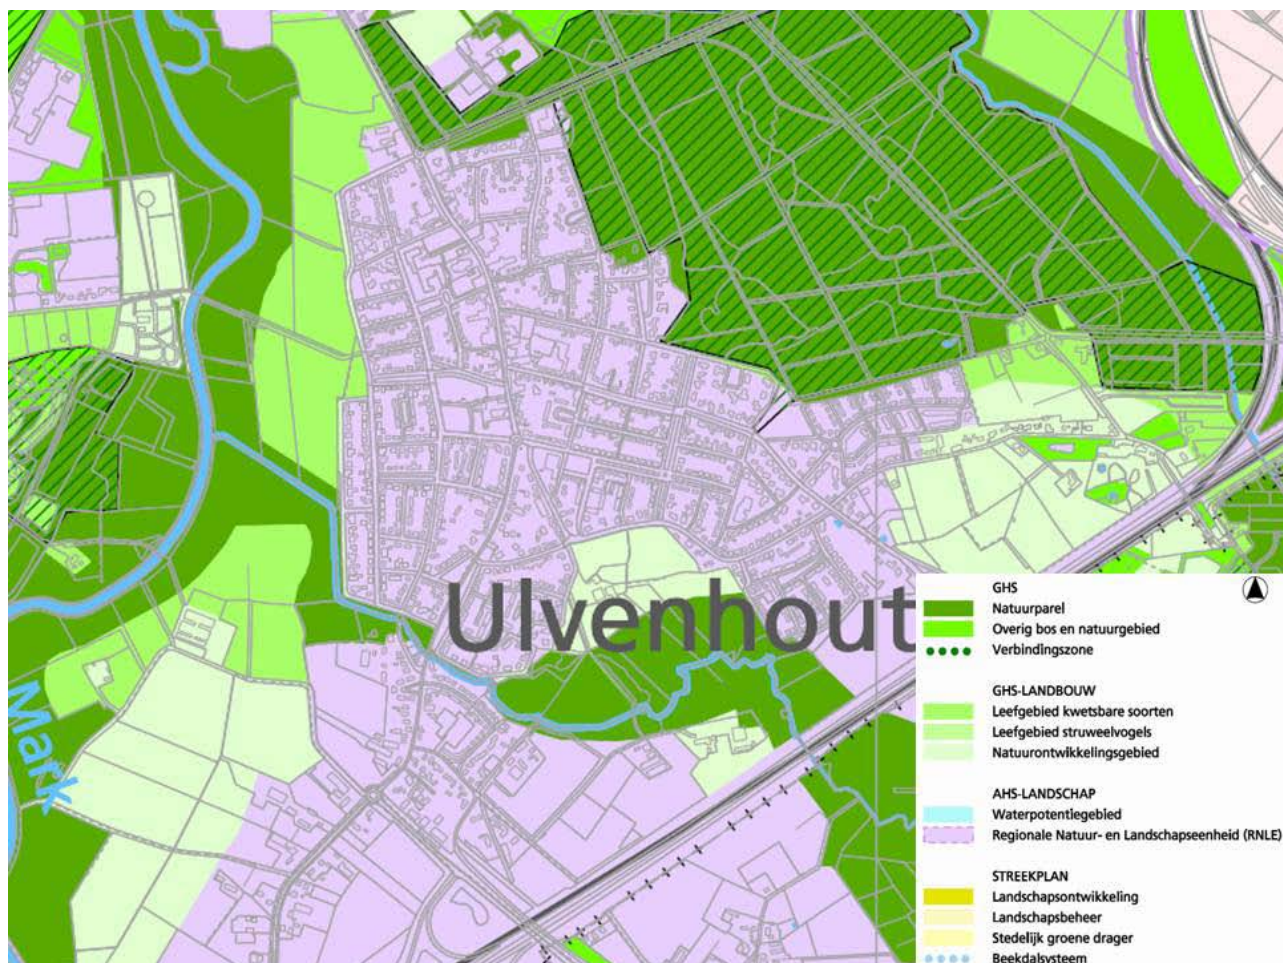 Ulvenhout
Mark
GHS
Natuurparel
Overig bos en natuurgebied
Verbindingszone
GHS-LANDBOUW
Leefgebied kwetsbare soorten
Leefgebied struweelvogels
Natuurontwikkelingsgebied
AHS-LANDSCHAP
Waterpotentiegebied
Regionale Natuur- en Landschapseenheid (RNLE)
STREEKPLAN
Landschapsontwikkeling
Landschapsbeheer
Stedelijk groene drager
Beekdalsysteem